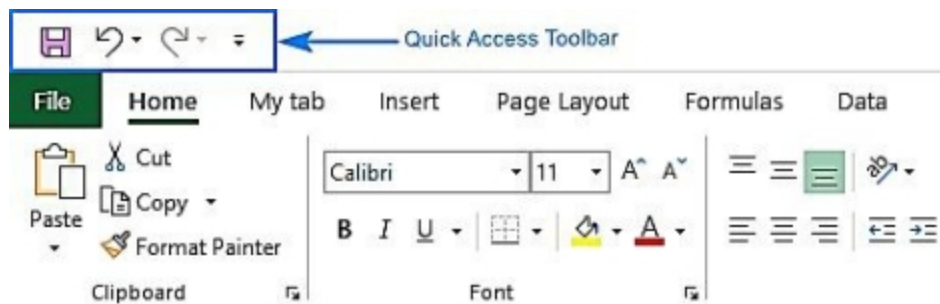 Quick Access Toolbar
File Home My tab Insert Page Layout Formulas Data
Cut
Calibri 11 A A
Copy
Paste
B I U A
Format Painter
Clipboard Font